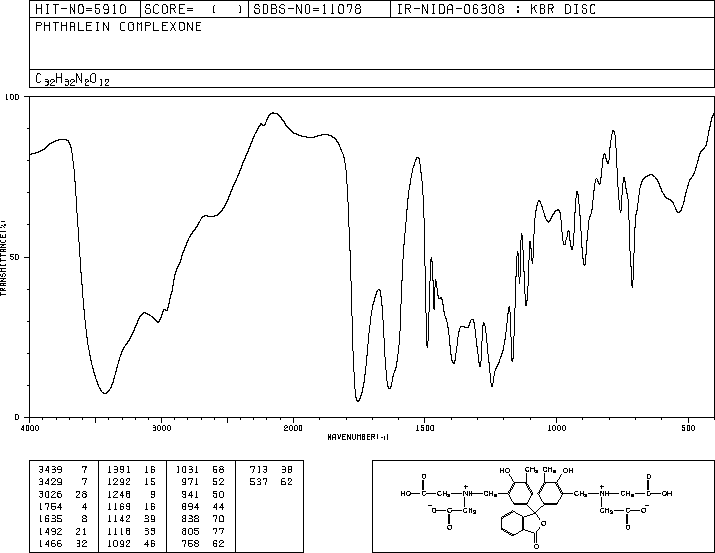 HIT-NO=5910 SCORE= ( ) SDBS-NO=11078 IR-NIDA-06308 : KBR DISC
PHTHALEIN COMPLEXONE
C32H32N2O12
100
TRANSMITTANCE(%)
50
0
4000 3000 2000 1500 1000 500
WAVENUMBER(-1)
3439 7 1391 16 1031 68 713 38
3429 7 1292 15 971 52 537 62
3026 28 1248 9 941 50
1764 4 1169 16 894 44
1635 8 1142 39 838 70
1492 21 1118 33 805 77
1466 32 1092 46 758 62
CH3 CH3
HO OH
O O
HO CH2 N+ CH2 CH2 N+ CH2 OH
H H
O− CH2 CH2 O−
O O
O
O